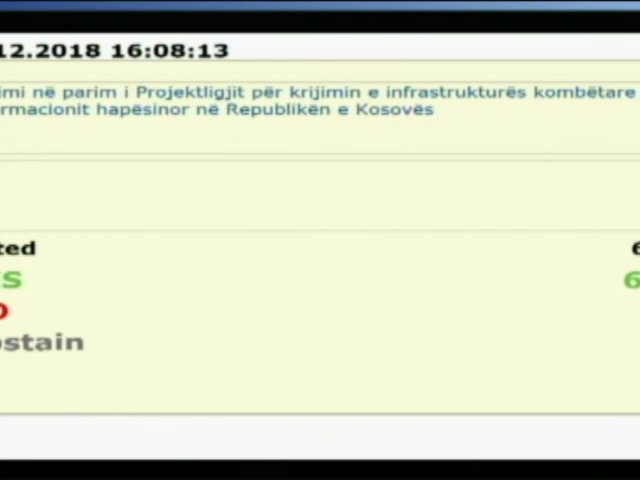 12.2018 16:08:13
imi në parim i Projektligjit për krijimin e infrastrukturës kombëtare
rmacionit hapësinor në Republikën e Kosovës
ted 6
S 6
stain